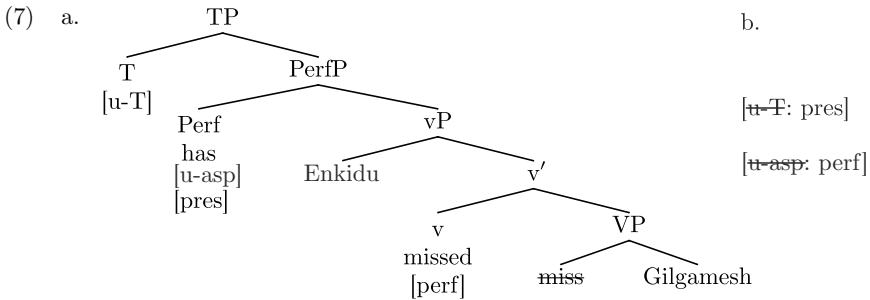 (7) a. TP b.
T PerfP
[u-T] [u-T: pres]
Perf vP
has
[u-asp] Enkidu v′ [u-asp: perf]
[pres]
v VP
missed
[perf] miss Gilgamesh